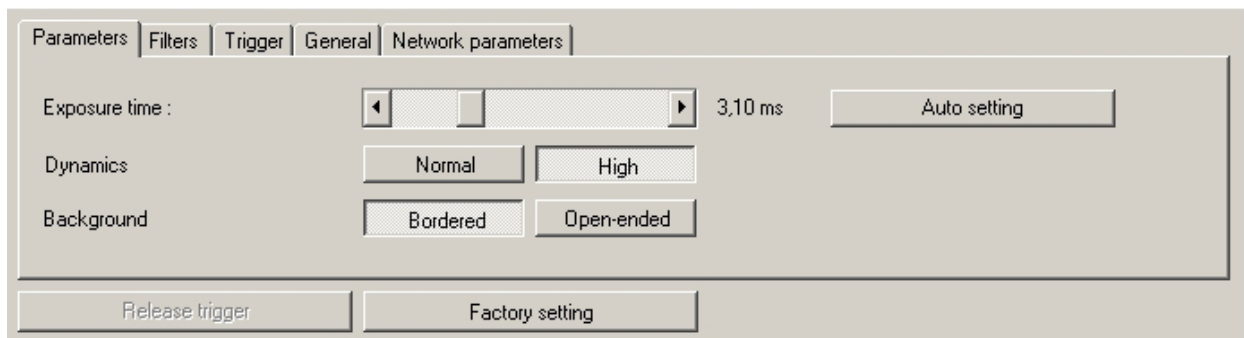 Parameters Filters Trigger General Network parameters
Exposure time : 3,10 ms Auto setting
Dynamics Normal High
Background Bordered Open-ended
Release trigger Factory setting